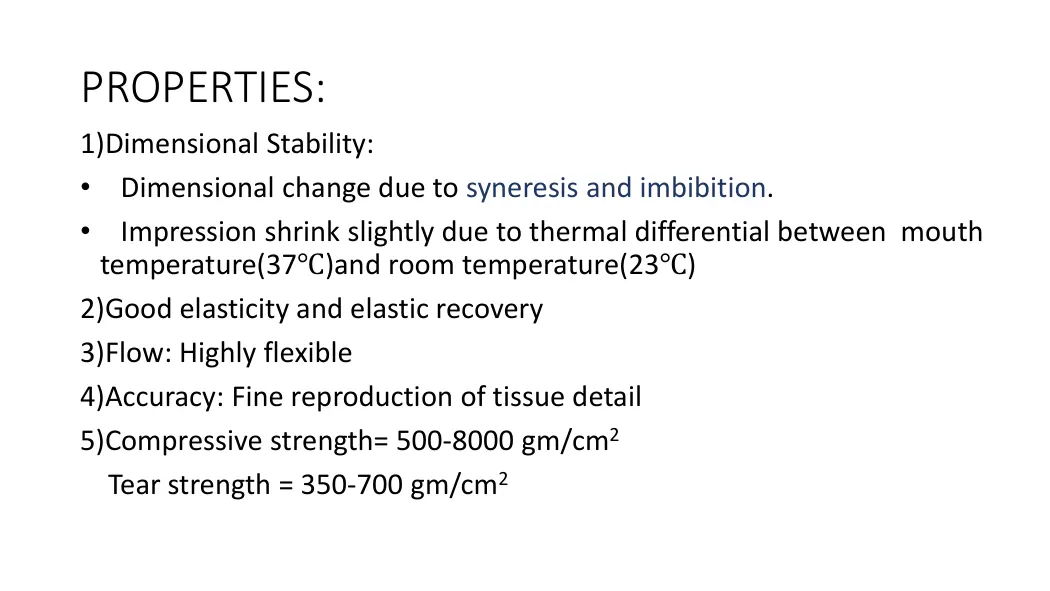 PROPERTIES:
1)Dimensional Stability:
• Dimensional change due to syneresis and imbibition.
• Impression shrink slightly due to thermal differential between mouth
temperature(37℃)and room temperature(23℃)
2)Good elasticity and elastic recovery
3)Flow: Highly flexible
4)Accuracy: Fine reproduction of tissue detail
5)Compressive strength= 500-8000 gm/cm²
Tear strength = 350-700 gm/cm²